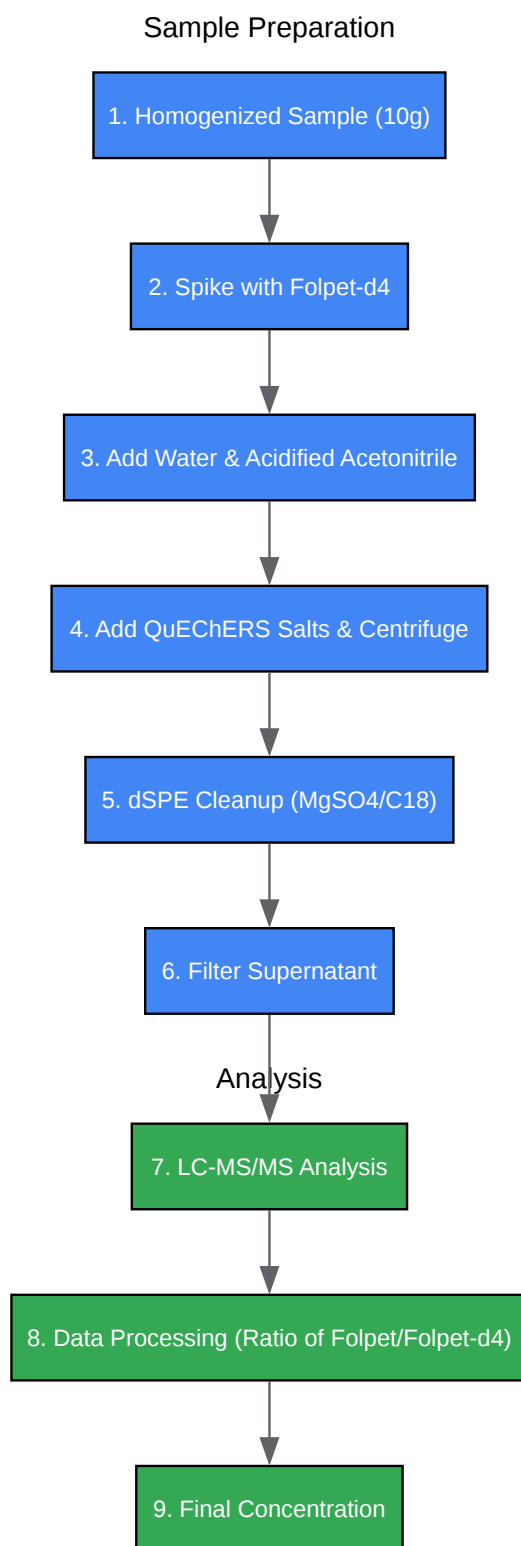 Sample Preparation
1. Homogenized Sample (10g)
2. Spike with Folpet-d4
3. Add Water & Acidified Acetonitrile
4. Add QuEChERS Salts & Centrifuge
5. dSPE Cleanup (MgSO4/C18)
6. Filter Supernatant
Analysis
7. LC-MS/MS Analysis
8. Data Processing (Ratio of Folpet/Folpet-d4)
9. Final Concentration